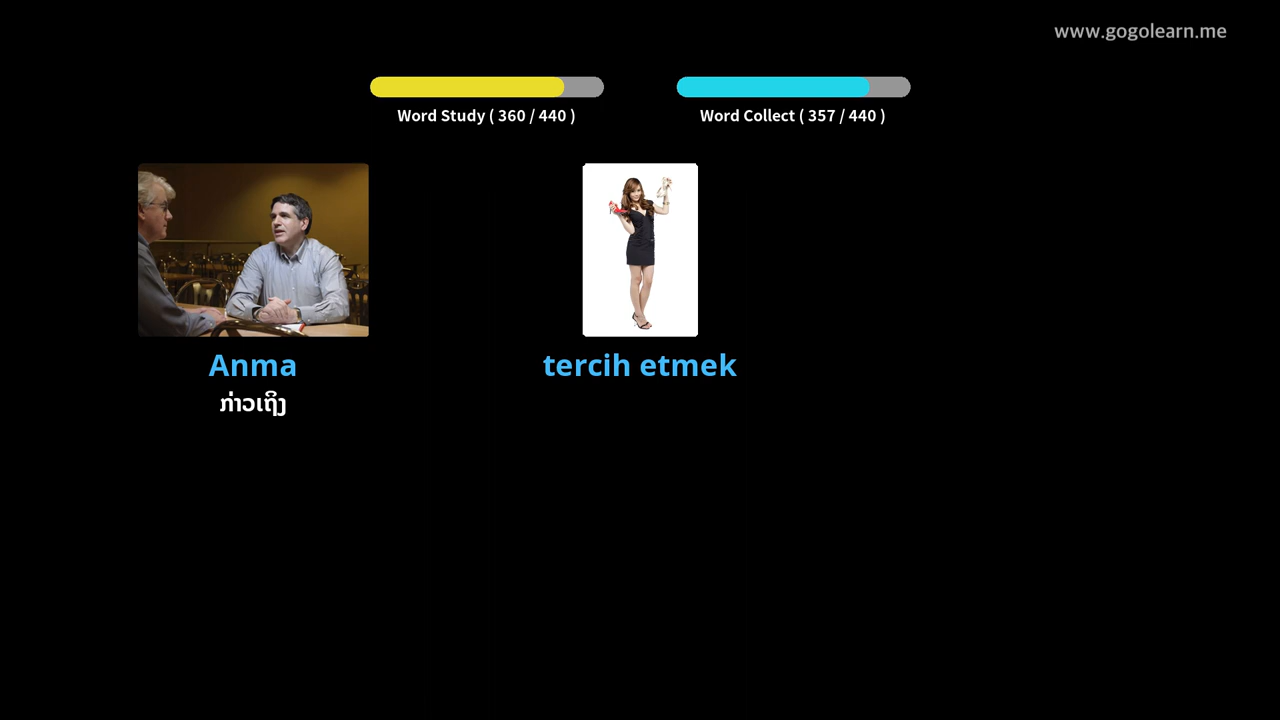 www.gogolearn.me
Word Study ( 360 / 440 )
Word Collect ( 357 / 440 )
Anma
ກ່າວເຖິງ
tercih etmek